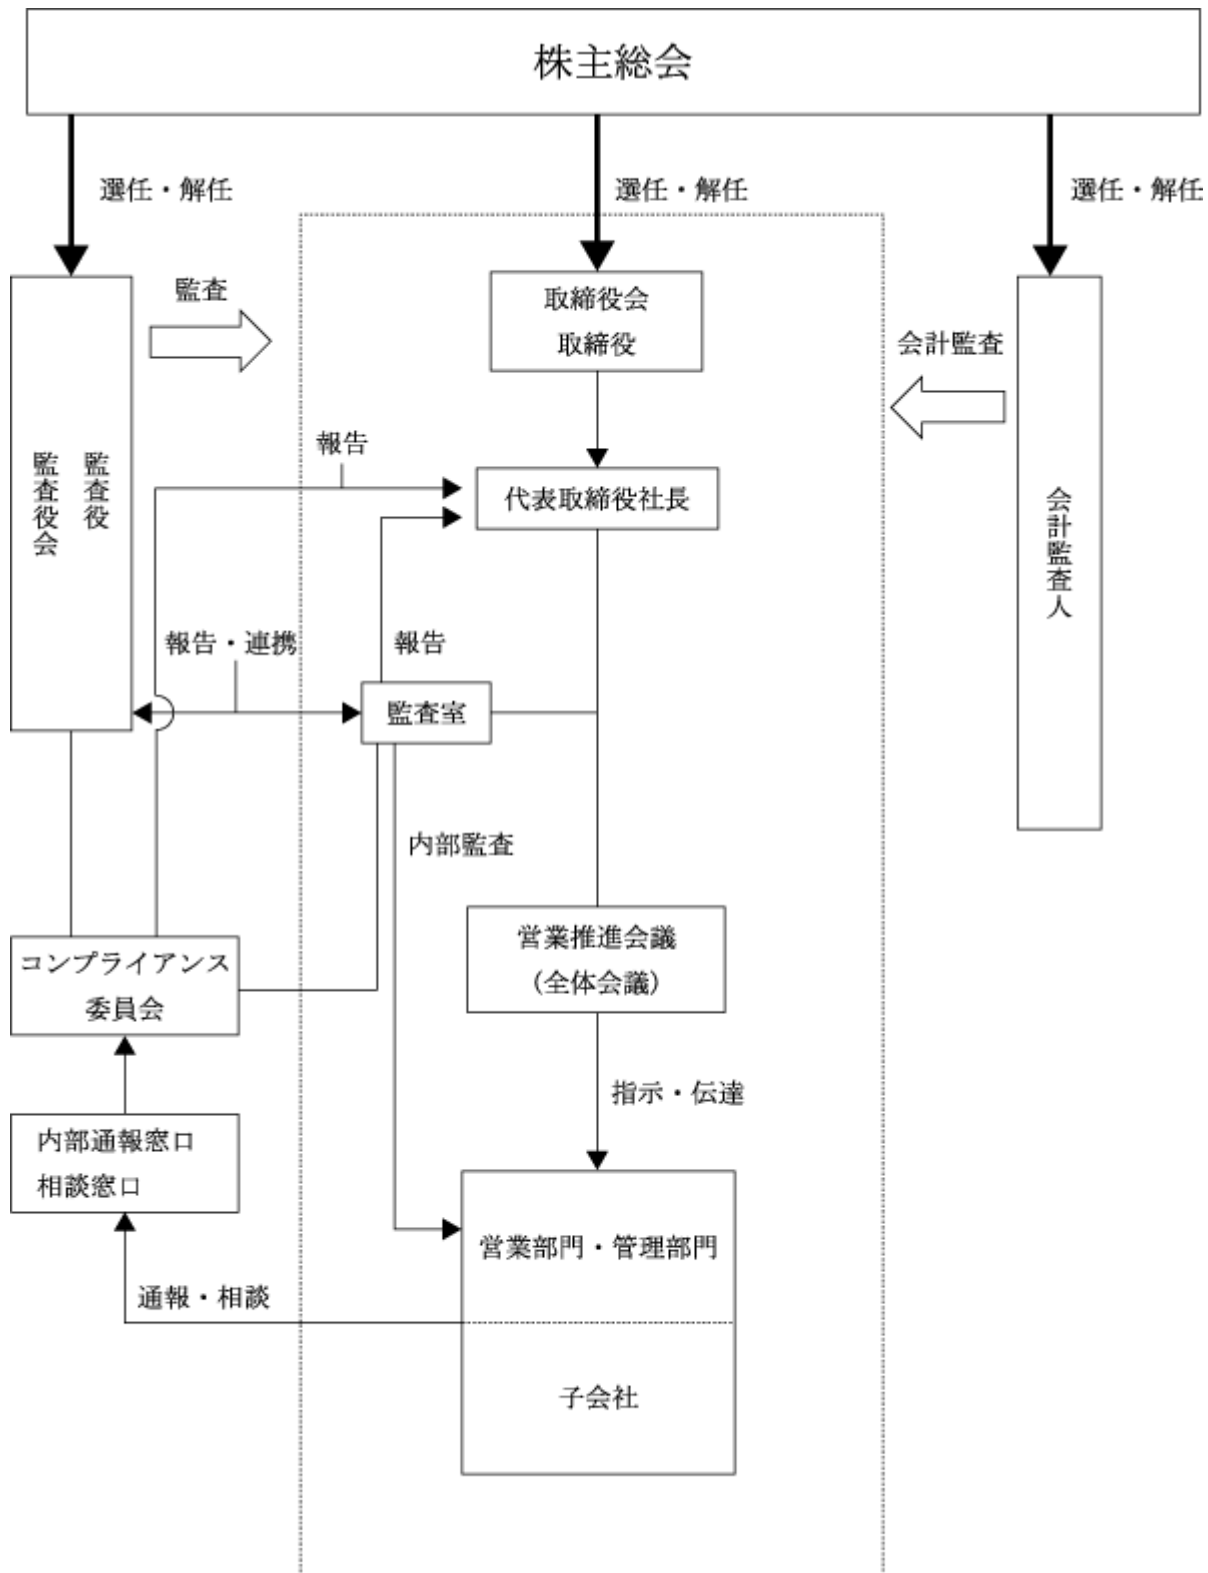 株主総会
選任・解任
選任・解任
選任・解任
監査
取締役会
取締役
会計監査
報告
監査役
監査役会
代表取締役社長
会計監査人
報告・連携
報告
監査室
内部監査
営業推進会議
(全体会議)
コンプライアンス
委員会
指示・伝達
内部通報窓口
相談窓口
営業部門・管理部門
通報・相談
子会社